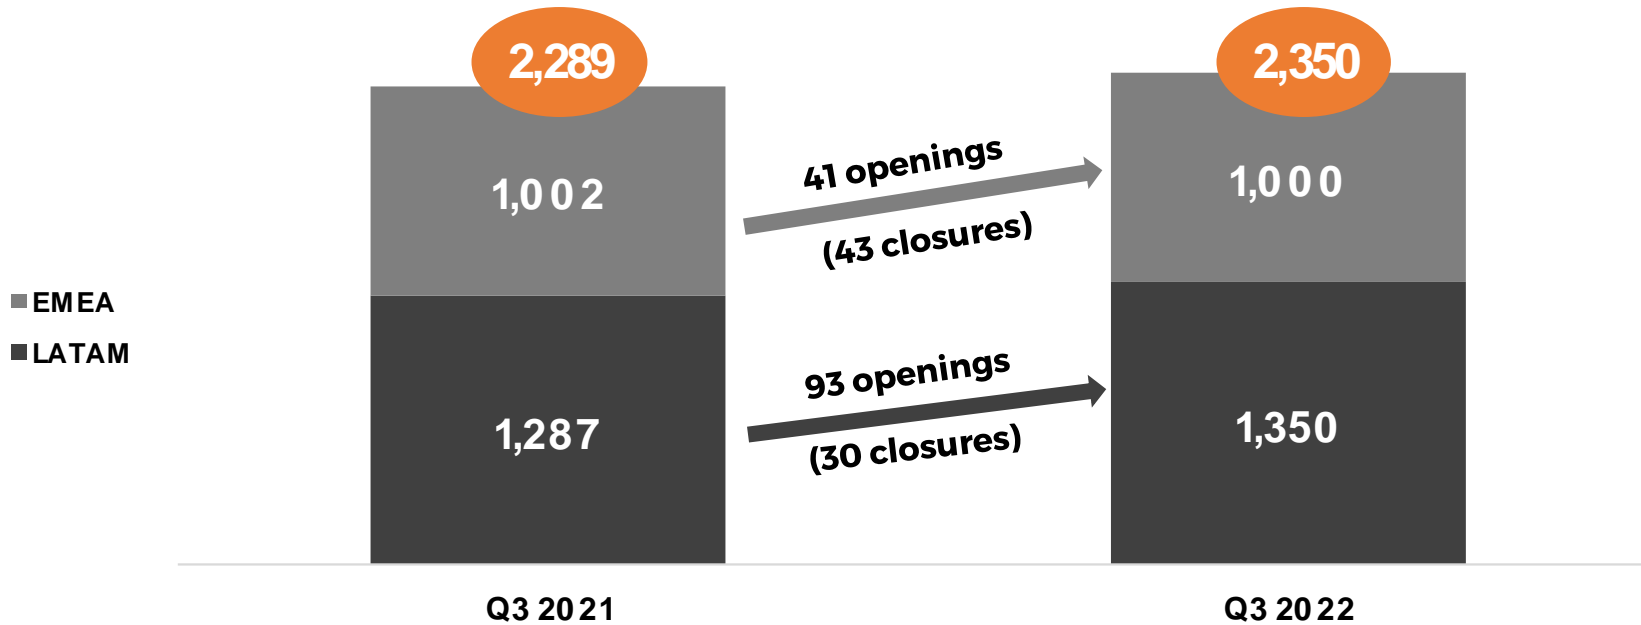 2,289
2,350
41 openings
1,002
1,000
(43 closures)
EMEA
LATAM
93 openings
1,287
1,350
(30 closures)
Q3 2021
Q3 2022